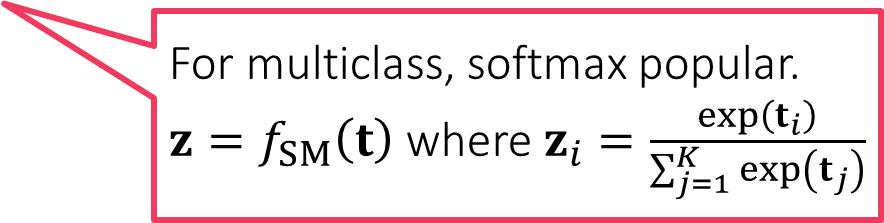 For multiclass, softmax popular.
𝐳 = f_SM(𝐭) where 𝐳_i = exp(𝐭_i) / ∑_{j=1}^{K} exp(𝐭_j)